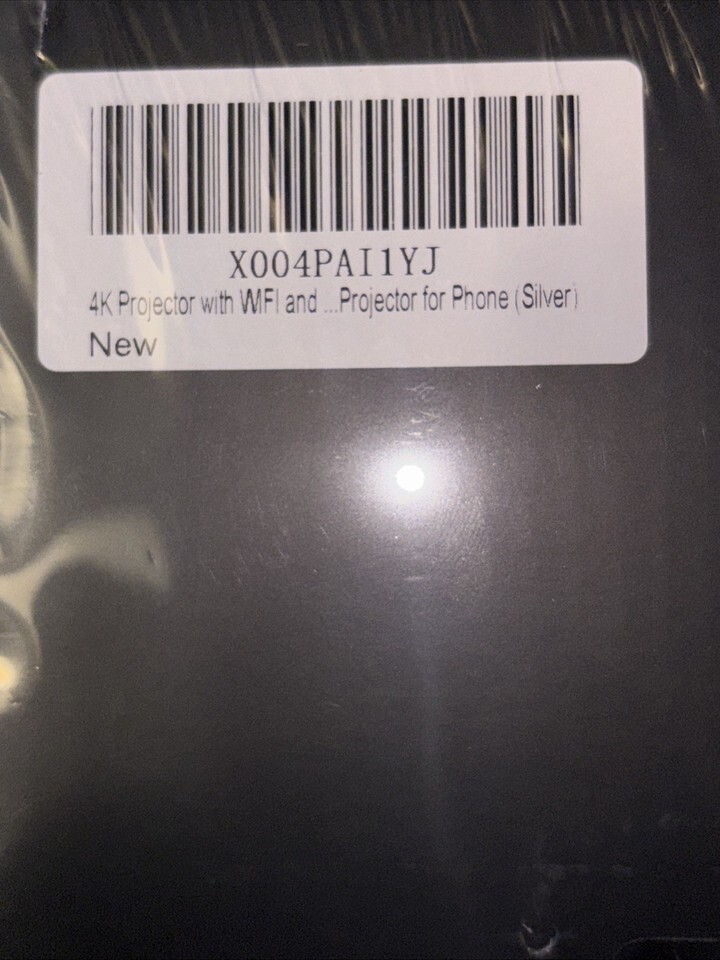 X004PAI1YJ
4K Projector with WIFI and ...Projector for Phone (Silver)
New